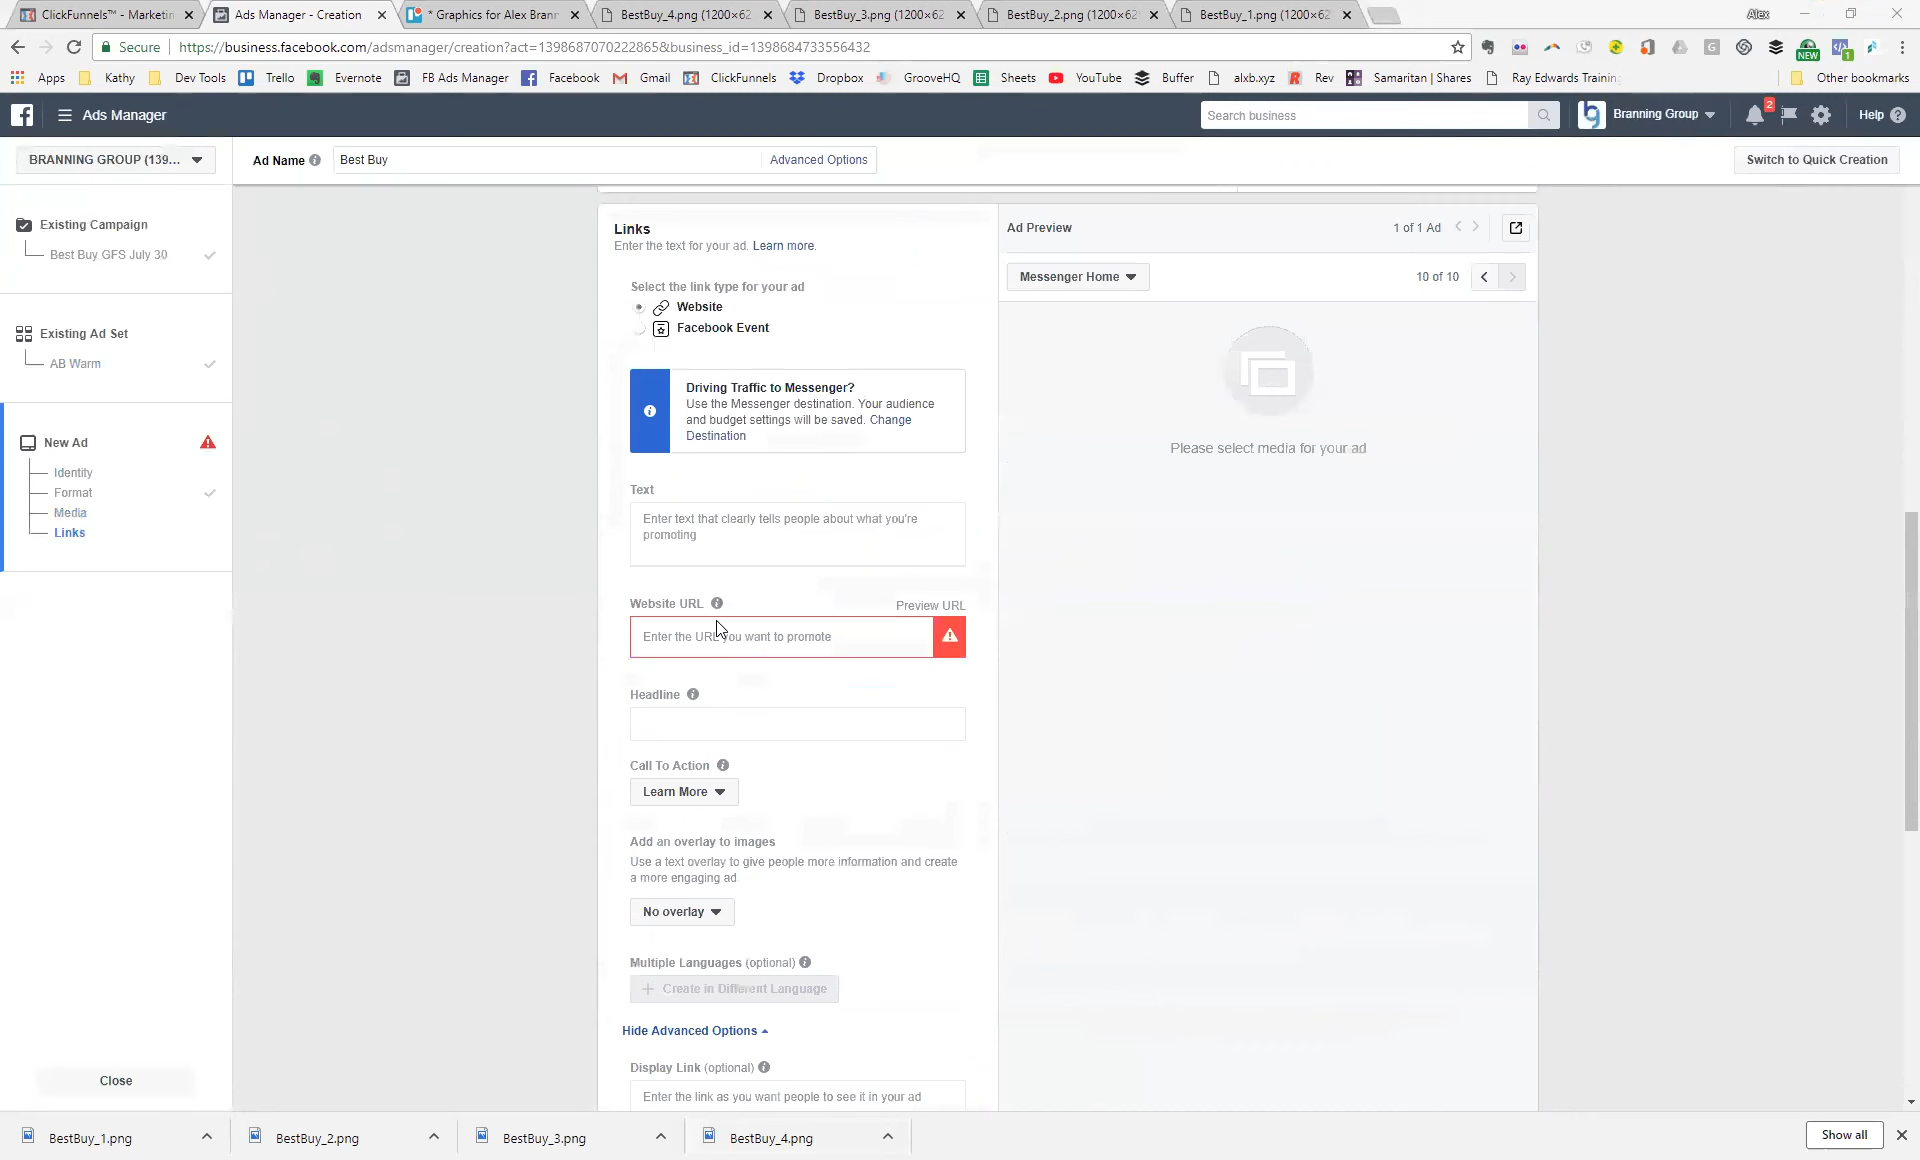 ClickFunnels™ - Marketin
Ads Manager - Creation
* Graphics for Alex Brann
BestBuy_4.png (1200×62
BestBuy_3.png (1200×62
BestBuy_2.png (1200×62
BestBuy_1.png (1200×62
Alex
Secure
https://business.facebook.com/adsmanager/creation?act=1398687070222865&business_id=1398684733556432
NEW
1
Apps
Kathy
Dev Tools
Trello
Evernote
FB Ads Manager
Facebook
Gmail
ClickFunnels
Dropbox
GrooveHQ
Sheets
YouTube
Buffer
alxb.xyz
Rev
Samaritan | Shares
Ray Edwards Training
Other bookmarks
Ads Manager
Search business
Branning Group
2
Help
BRANNING GROUP (139...
Ad Name
Best Buy
Advanced Options
Switch to Quick Creation
Existing Campaign
Best Buy GFS July 30
Existing Ad Set
AB Warm
New Ad
Identity
Format
Media
Links
Close
Links
Enter the text for your ad. Learn more.
Select the link type for your ad
Website
Facebook Event
Driving Traffic to Messenger?
Use the Messenger destination. Your audience
and budget settings will be saved. Change
Destination
Text
Enter text that clearly tells people about what you're
promoting
Website URL
Preview URL
Enter the URL you want to promote
Headline
Call To Action
Learn More
Add an overlay to images
Use a text overlay to give people more information and create
a more engaging ad
No overlay
Multiple Languages (optional)
+ Create in Different Language
Hide Advanced Options
Display Link (optional)
Enter the link as you want people to see it in your ad
Ad Preview
1 of 1 Ad
Messenger Home
10 of 10
Please select media for your ad
BestBuy_1.png
BestBuy_2.png
BestBuy_3.png
BestBuy_4.png
Show all